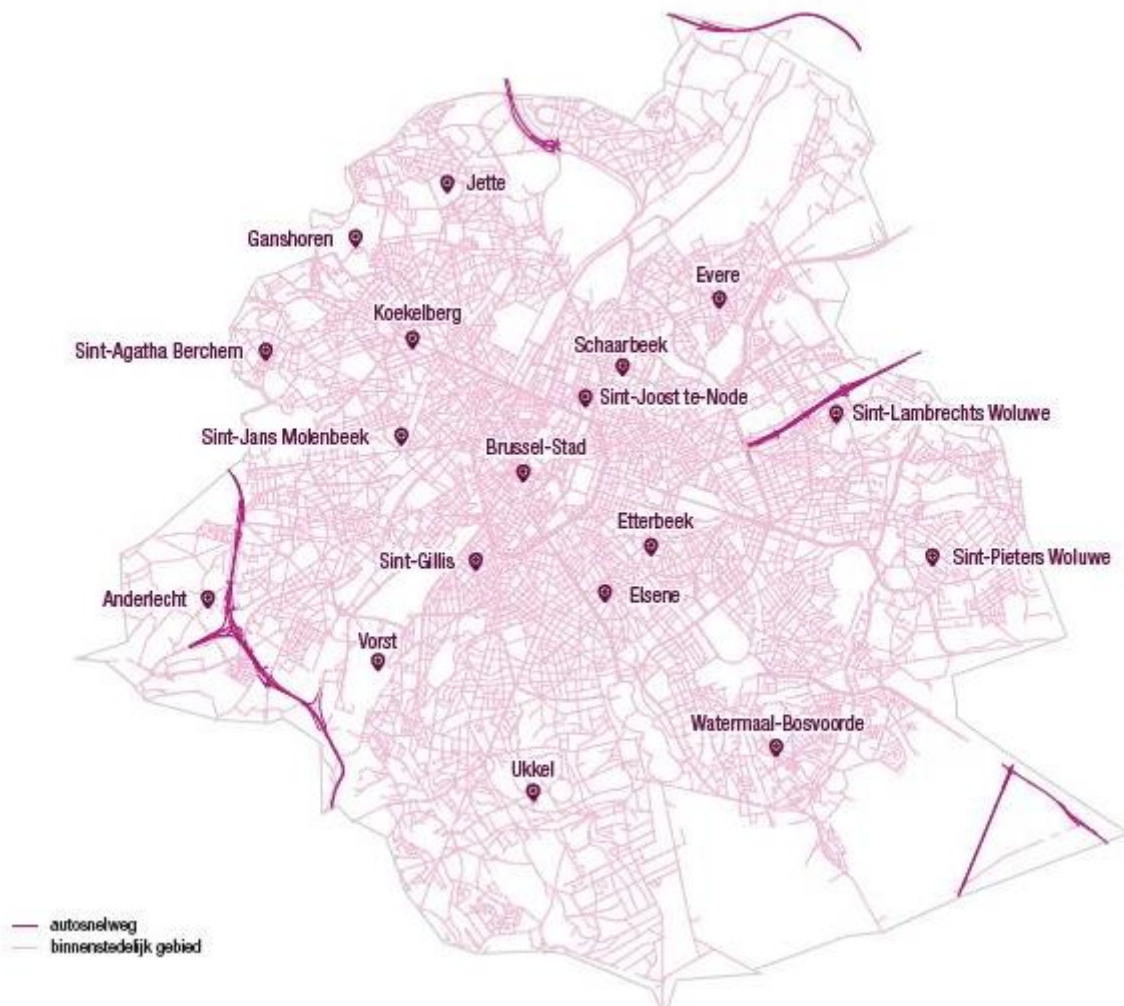 Jette
Ganshoren
Evere
Koekelberg
Schaarbeek
Sint-Agatha Berchem
Sint-Joost te-Node
Sint-Lambrechts Woluwe
Sint-Jans Molenbeek
Brussel-Stad
Etterbeek
Sint-Gillis
Sint-Pieters Woluwe
Anderlecht
Elsene
Vorst
Watermaal-Bosvoorde
Ukkel
autosnelweg
binnenstedelijk gebied